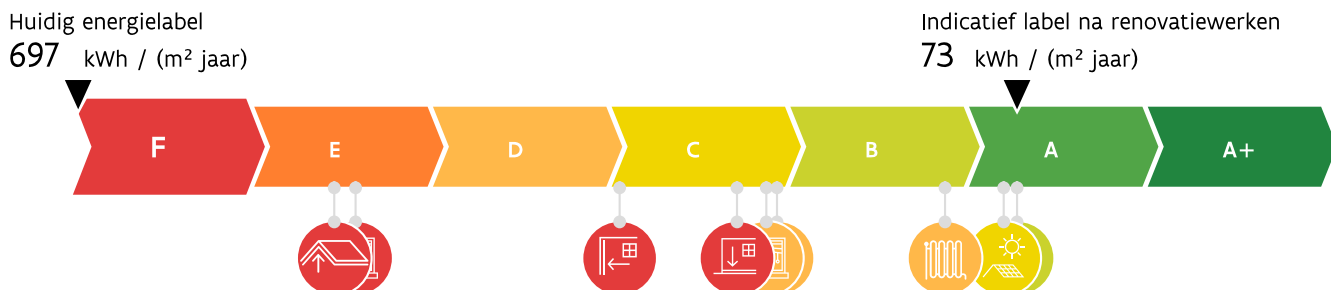 Huidig energielabel
697 kWh / (m² jaar)
Indicatief label na renovatiewerken
73 kWh / (m² jaar)
F E D C B A A+